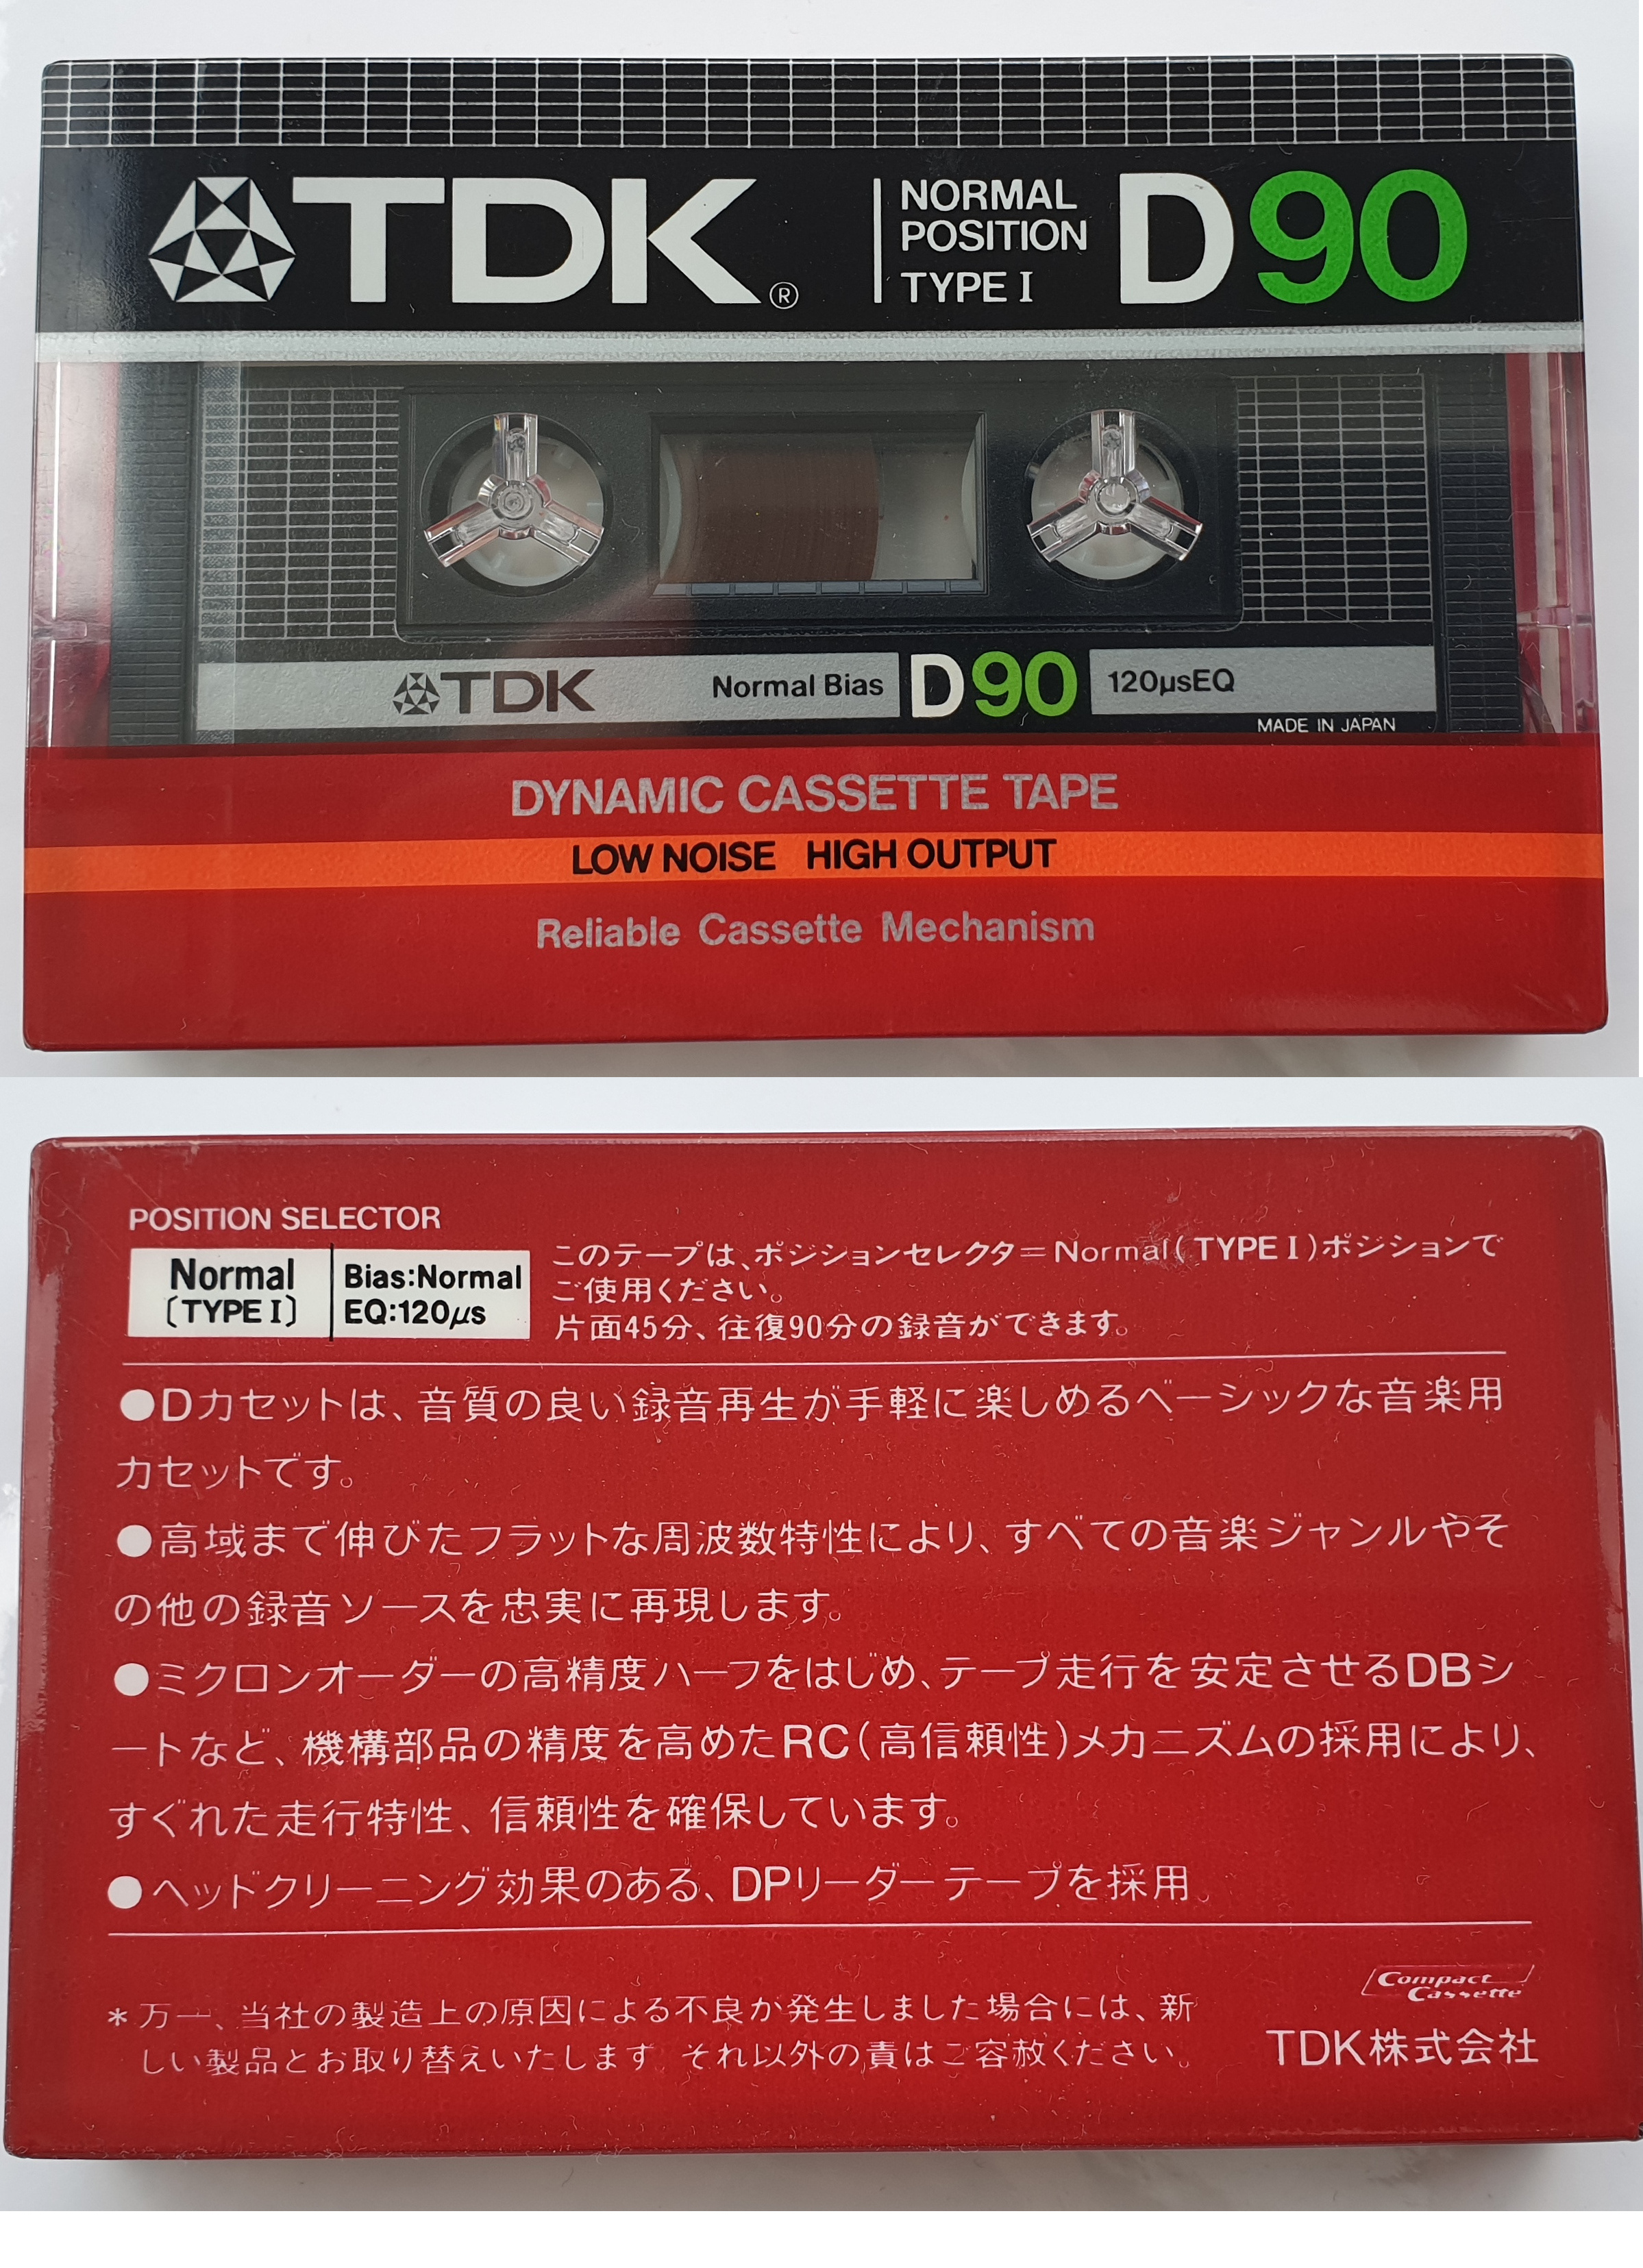 TDK®
NORMAL
POSITION
TYPE I
D90
TDK
Normal Bias
D90
120μsEQ
MADE IN JAPAN
DYNAMIC CASSETTE TAPE
LOW NOISE HIGH OUTPUT
Reliable Cassette Mechanism
POSITION SELECTOR
Normal
〔TYPE I〕
Bias:Normal
EQ:120μs
このテープは、ポジションセレクタ=Normal(TYPE I)ポジションで
ご使用ください。
片面45分、往復90分の録音ができます。
●Dカセットは、音質の良い録音再生が手軽に楽しめるベーシックな音楽用
カセットです。
●高域まで伸びたフラットな周波数特性により、すべての音楽ジャンルやそ
の他の録音ソースを忠実に再現します。
●ミクロンオーダーの高精度ハーフをはじめ、テープ走行を安定させるDBシ
ートなど、機構部品の精度を高めたRC(高信頼性)メカニズムの採用により、
すぐれた走行特性、信頼性を確保しています。
●ヘッドクリーニング効果のある、DPリーダーテープを採用。
*万一、当社の製造上の原因による不良が発生しました場合には、新
しい製品とお取り替えいたします それ以外の責はご容赦ください。
Compact
Cassette
TDK株式会社